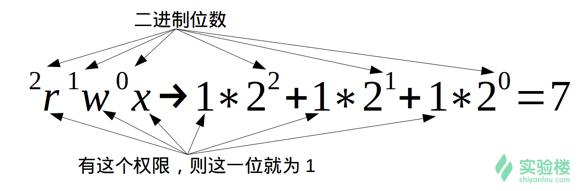 二进制位数
²r¹w⁰x→1*2²+1*2¹+1*2⁰=7
有这个权限，则这一位就为 1
实验楼
shiyanlou.com